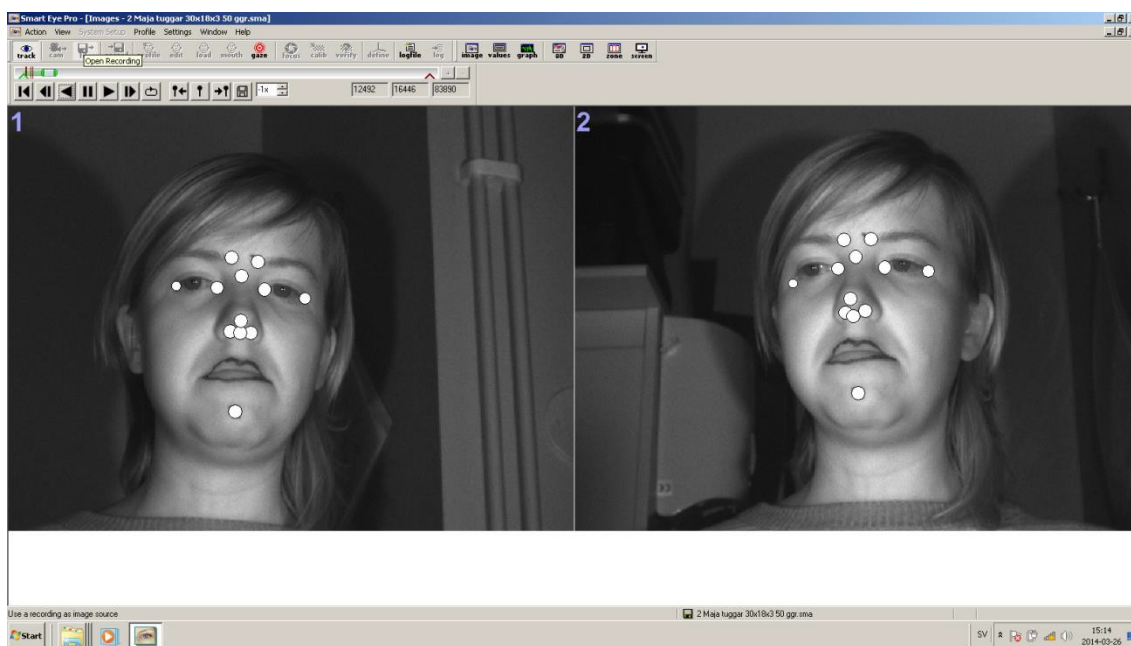 Smart Eye Pro - [Images - 2 Maja tuggar 30x18x3 50 ggr.sma]
Action View System Setup Profile Settings Window Help
track cam profile edit load mouth gaze focus calib verify define logfile log image values graph 3D 2D zone screen
Open Recording
-1x 12492 16446 83890
1 2
Use a recording as image source 2 Maja tuggar 30x18x3 50 ggr.sma
Start SV 15:14
2014-03-26